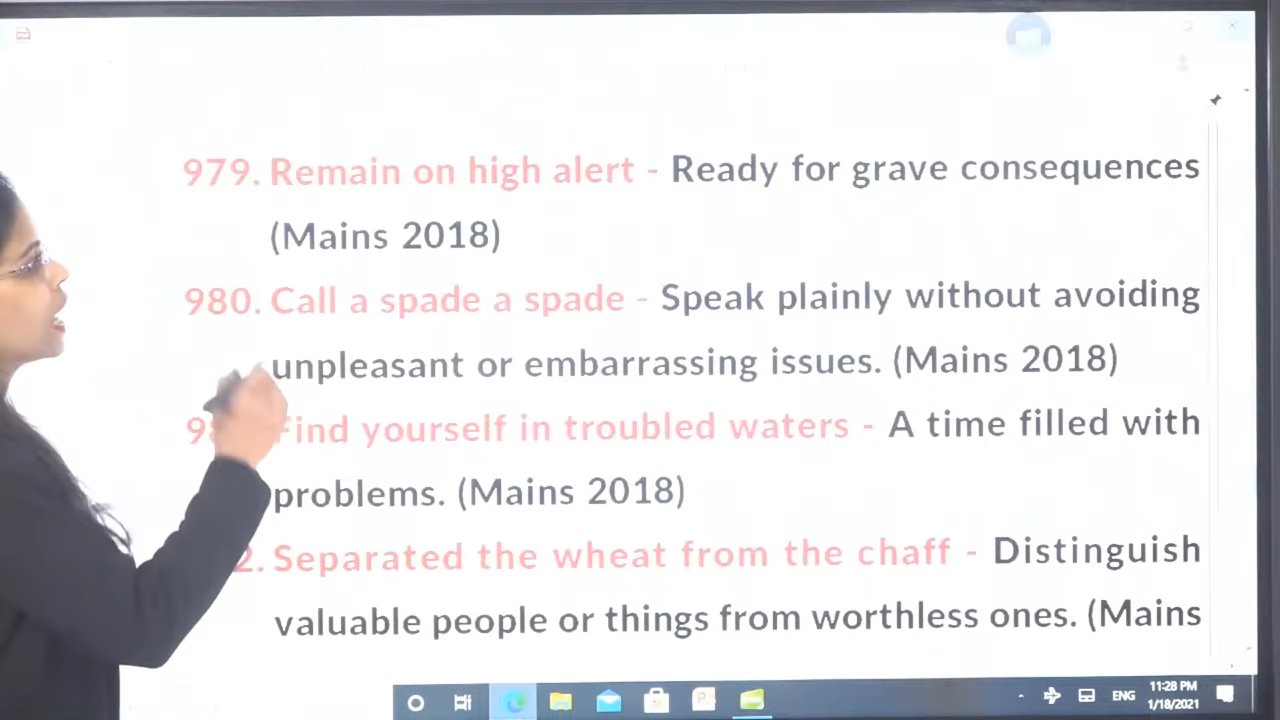 979. Remain on high alert - Ready for grave consequences
(Mains 2018)
980. Call a spade a spade - Speak plainly without avoiding
unpleasant or embarrassing issues. (Mains 2018)
Find yourself in troubled waters - A time filled with
problems. (Mains 2018)
2. Separated the wheat from the chaff - Distinguish
valuable people or things from worthless ones. (Mains
ENG
11:28 PM
1/18/2021